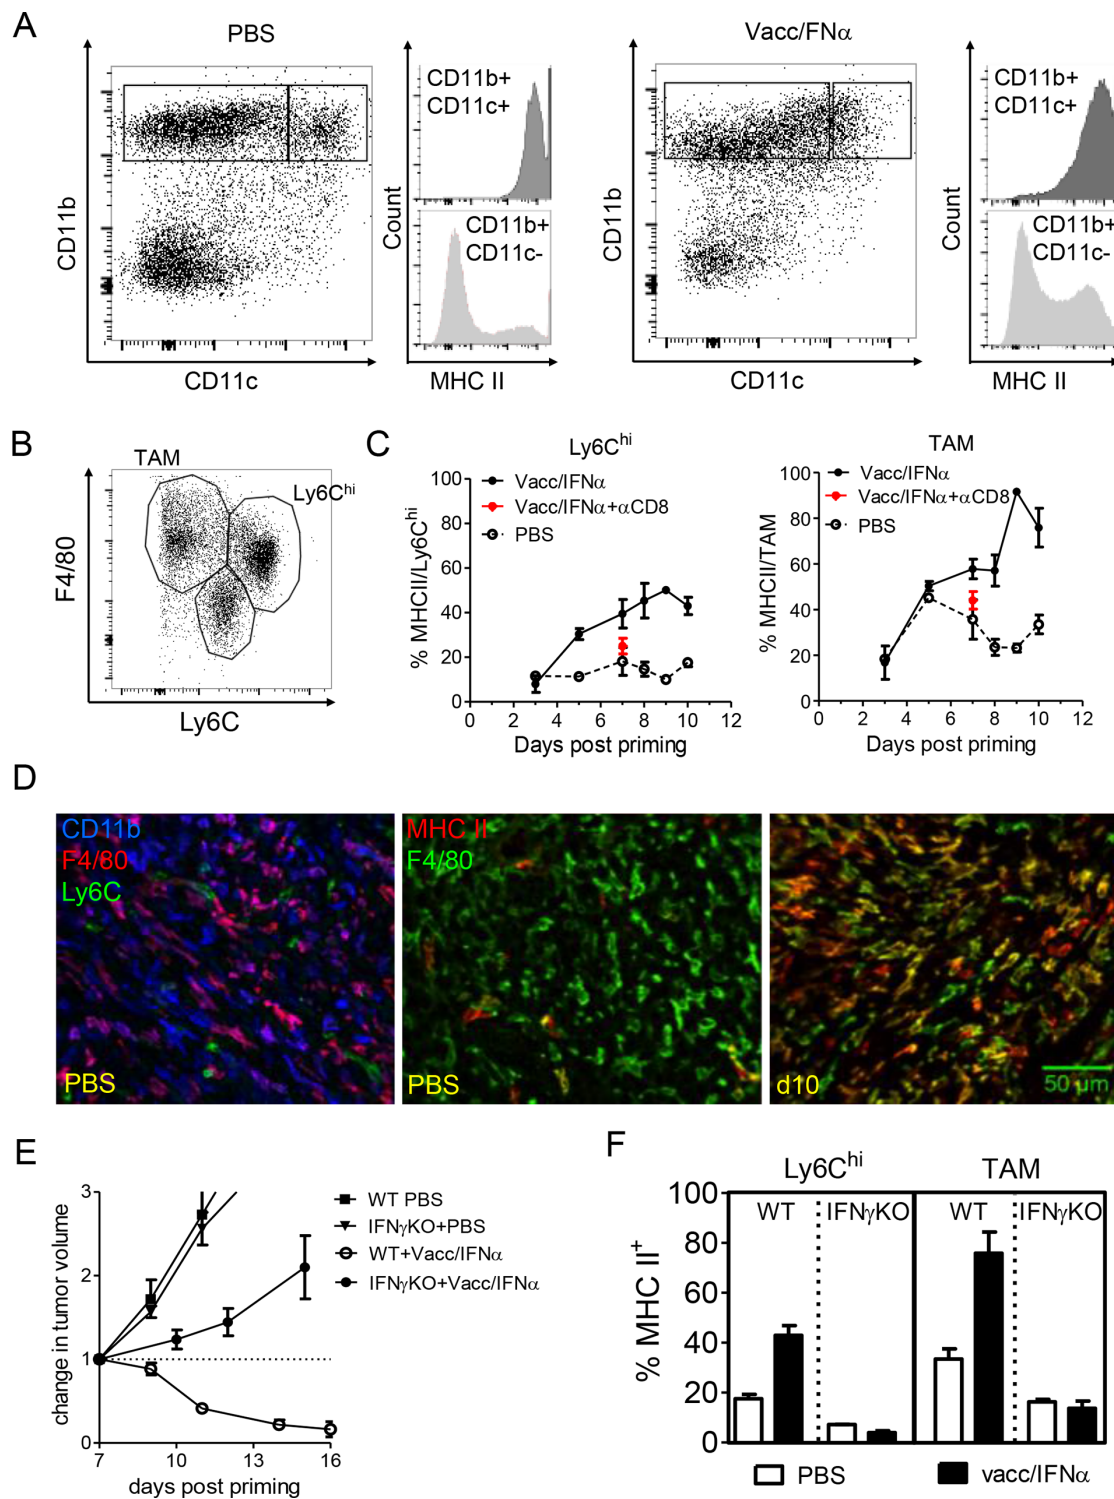 A
PBS
Vacc/FNα
CD11b+
CD11c+
CD11b+
CD11c+
CD11b
Count
CD11b+
CD11c-
CD11b
Count
CD11b+
CD11c-
CD11c
MHC II
CD11c
MHC II
B
TAM
Ly6Chi
F4/80
Ly6C
C
Ly6Chi
Vacc/IFNα
Vacc/IFNα+αCD8
PBS
% MHCII/Ly6Chi
100
80
60
40
20
0
0 2 4 6 8 10 12
Days post priming
TAM
Vacc/IFNα
Vacc/IFNα+αCD8
PBS
% MHCII/TAM
100
80
60
40
20
0
0 2 4 6 8 10 12
Days post priming
D
CD11b
F4/80
Ly6C
PBS
MHC II
F4/80
PBS
d10
50 µm
E
change in tumor volume
3
2
1
0
7 10 13 16
days post priming
WT PBS
IFNγKO+PBS
WT+Vacc/IFNα
IFNγKO+Vacc/IFNα
F
Ly6Chi
TAM
% MHC II+
100
80
60
40
20
0
WT IFNγKO WT IFNγKO
PBS
vacc/IFNα